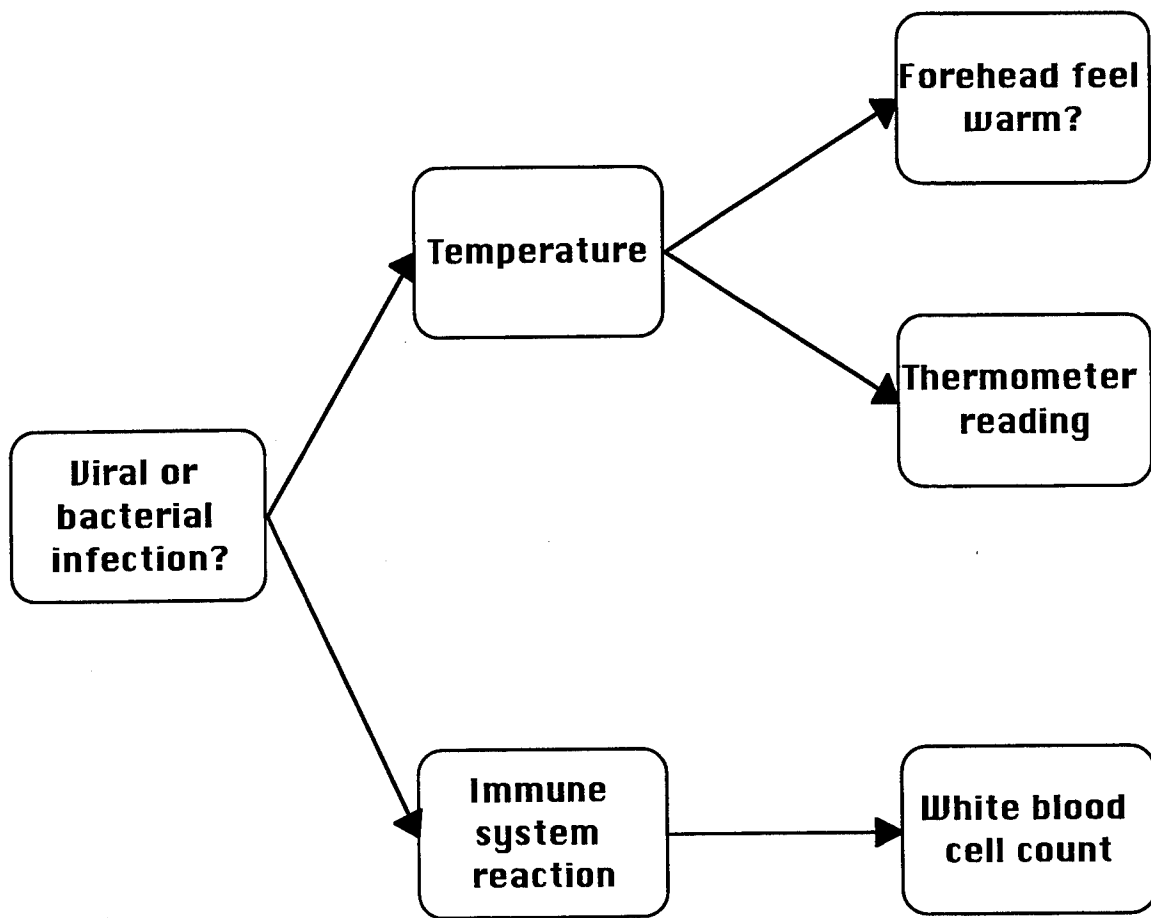 Forehead feel
warm?
Temperature
Thermometer
reading
Viral or
bacterial
infection?
Immune
system
reaction
White blood
cell count